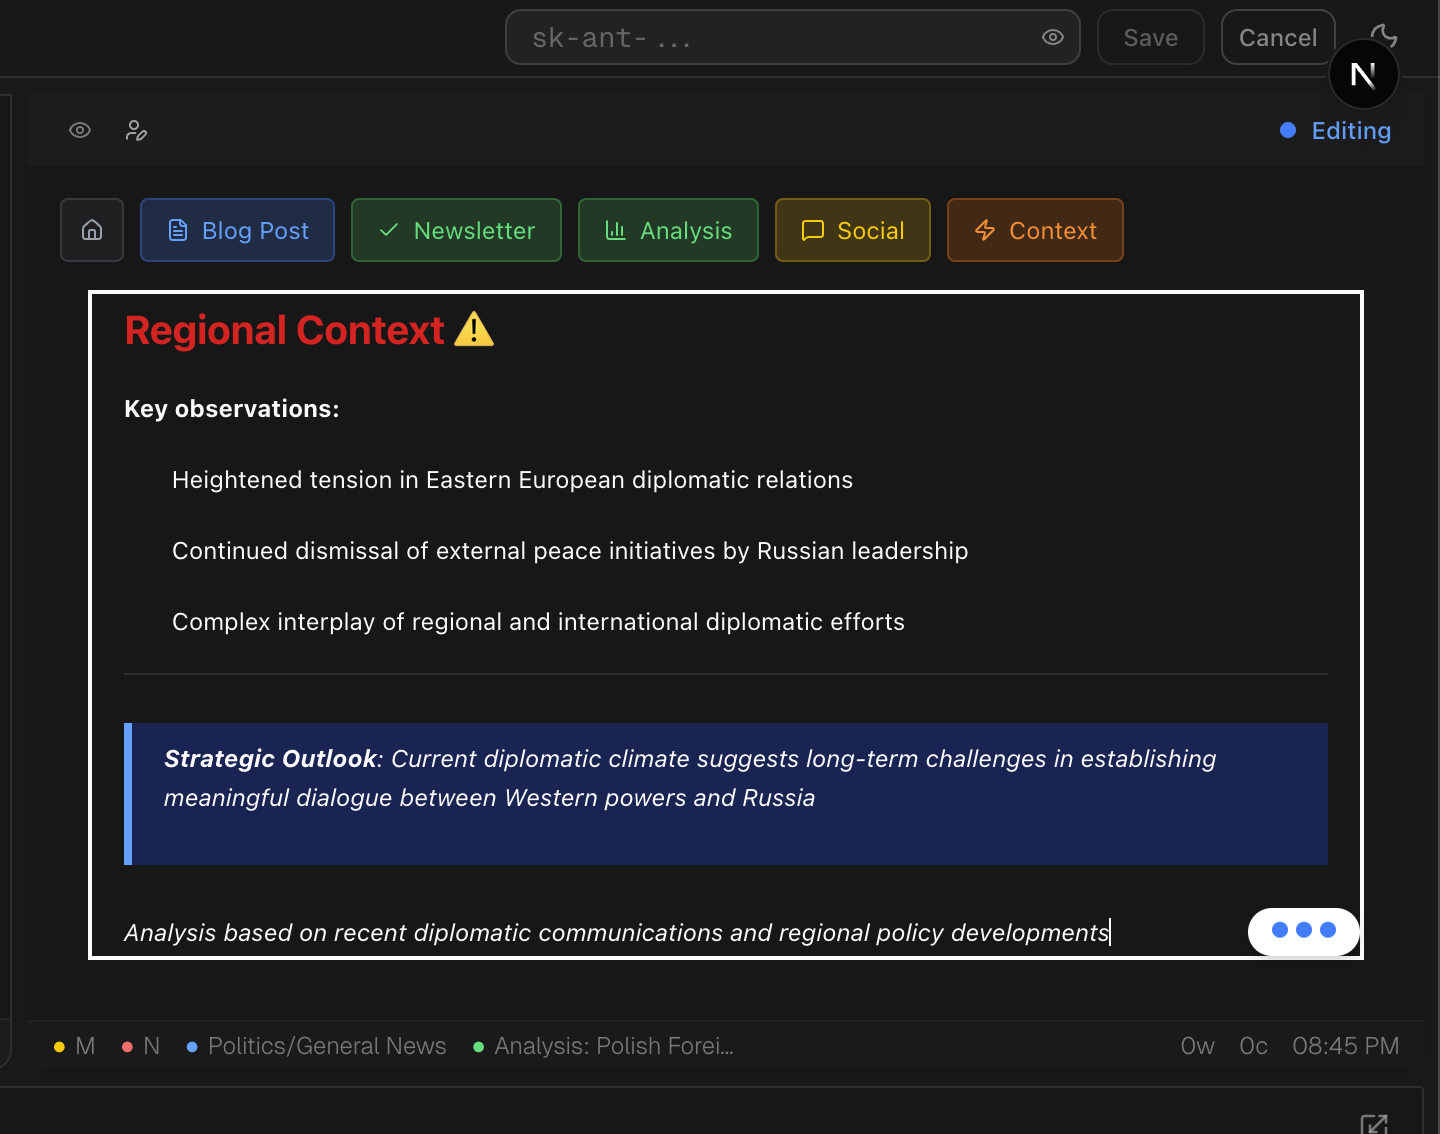 sk-ant-...
Save
Cancel
N
Editing
Blog Post
Newsletter
Analysis
Social
Context
Regional Context ⚠️
Key observations:
Heightened tension in Eastern European diplomatic relations
Continued dismissal of external peace initiatives by Russian leadership
Complex interplay of regional and international diplomatic efforts
Strategic Outlook: Current diplomatic climate suggests long-term challenges in establishing
meaningful dialogue between Western powers and Russia
Analysis based on recent diplomatic communications and regional policy developments
M N Politics/General News Analysis: Polish Forei... 0w 0c 08:45 PM